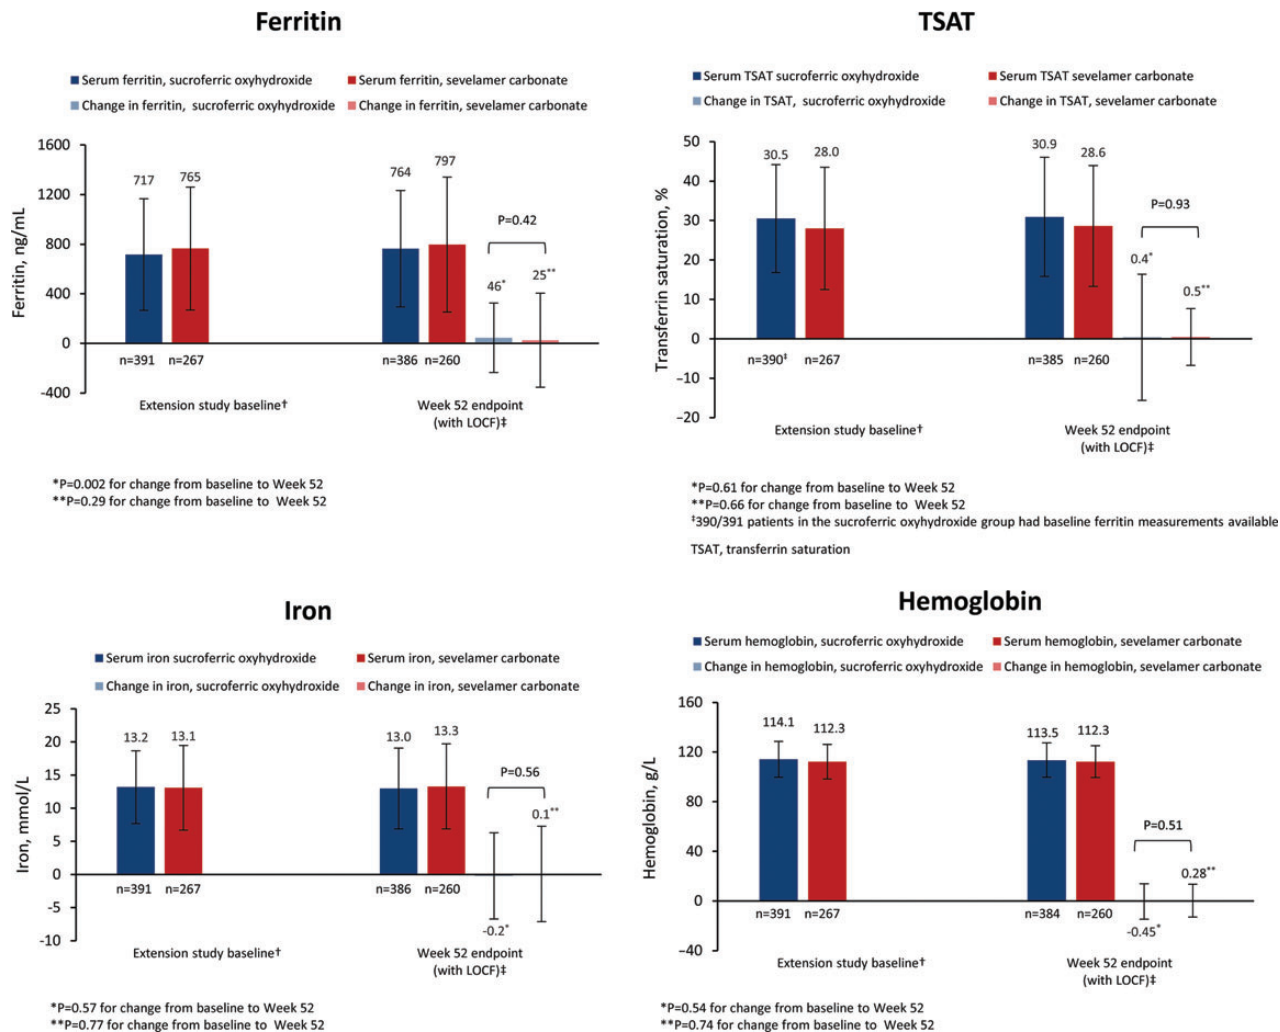 Ferritin
Serum ferritin, sucroferric oxyhydroxide
Serum ferritin, sevelamer carbonate
Change in ferritin, sucroferric oxyhydroxide
Change in ferritin, sevelamer carbonate
Ferritin, ng/mL
1600
1200
800
400
0
−400
717
765
764
797
46*
25**
P=0.42
n=391
n=267
n=386
n=260
Extension study baseline†
Week 52 endpoint
(with LOCF)‡
*P=0.002 for change from baseline to Week 52
**P=0.29 for change from baseline to Week 52
TSAT
Serum TSAT sucroferric oxyhydroxide
Serum TSAT sevelamer carbonate
Change in TSAT, sucroferric oxyhydroxide
Change in TSAT, sevelamer carbonate
Transferrin saturation, %
50
40
30
20
10
0
−10
−20
30.5
28.0
30.9
28.6
0.4*
0.5**
P=0.93
n=390‡
n=267
n=385
n=260
Extension study baseline†
Week 52 endpoint
(with LOCF)‡
*P=0.61 for change from baseline to Week 52
**P=0.66 for change from baseline to Week 52
‡390/391 patients in the sucroferric oxyhydroxide group had baseline ferritin measurements available
TSAT, transferrin saturation
Iron
Serum iron sucroferric oxyhydroxide
Serum iron, sevelamer carbonate
Change in iron, sucroferric oxyhydroxide
Change in iron, sevelamer carbonate
Iron, mmol/L
25
20
15
10
5
0
-5
-10
13.2
13.1
13.0
13.3
-0.2*
0.1**
P=0.56
n=391
n=267
n=386
n=260
Extension study baseline†
Week 52 endpoint
(with LOCF)‡
*P=0.57 for change from baseline to Week 52
**P=0.77 for change from baseline to Week 52
Hemoglobin
Serum hemoglobin, sucroferric oxyhydroxide
Serum hemoglobin, sevelamer carbonate
Change in hemoglobin, sucroferric oxyhydroxide
Change in hemoglobin, sevelamer carbonate
Hemoglobin, g/L
160
120
80
40
0
−40
114.1
112.3
113.5
112.3
-0.45*
0.28**
P=0.51
n=391
n=267
n=384
n=260
Extension study baseline†
Week 52 endpoint
(with LOCF)‡
*P=0.54 for change from baseline to Week 52
**P=0.74 for change from baseline to Week 52